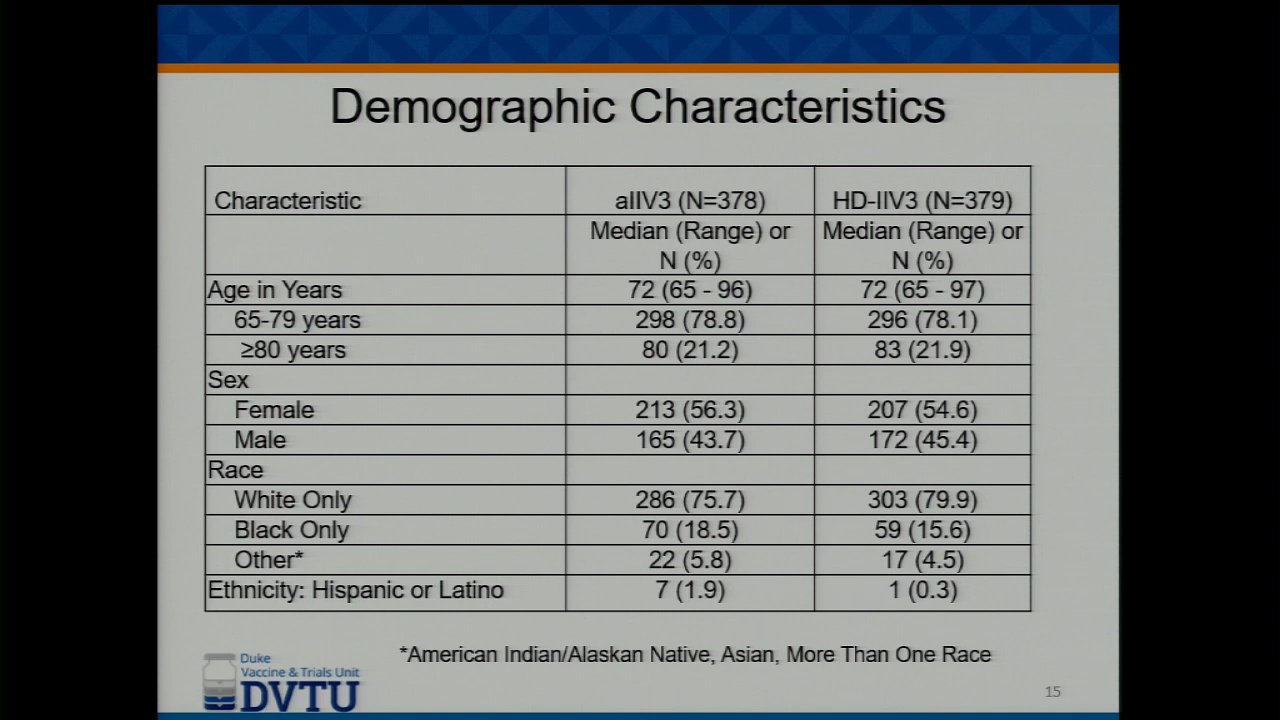 Demographic Characteristics
Characteristic aIIV3 (N=378) HD-IIV3 (N=379)
Median (Range) or N (%) Median (Range) or N (%)
Age in Years 72 (65 - 96) 72 (65 - 97)
65-79 years 298 (78.8) 296 (78.1)
≥80 years 80 (21.2) 83 (21.9)
Sex
Female 213 (56.3) 207 (54.6)
Male 165 (43.7) 172 (45.4)
Race
White Only 286 (75.7) 303 (79.9)
Black Only 70 (18.5) 59 (15.6)
Other* 22 (5.8) 17 (4.5)
Ethnicity: Hispanic or Latino 7 (1.9) 1 (0.3)
*American Indian/Alaskan Native, Asian, More Than One Race
Duke
Vaccine & Trials Unit
DVTU
15